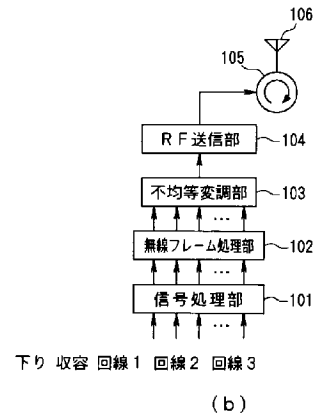 106
105
RF送信部
104
不均等変調部
103
...
無線フレーム処理部
102
...
信号処理部
101
...
下り 収容 回線1 回線2 回線3
(b)